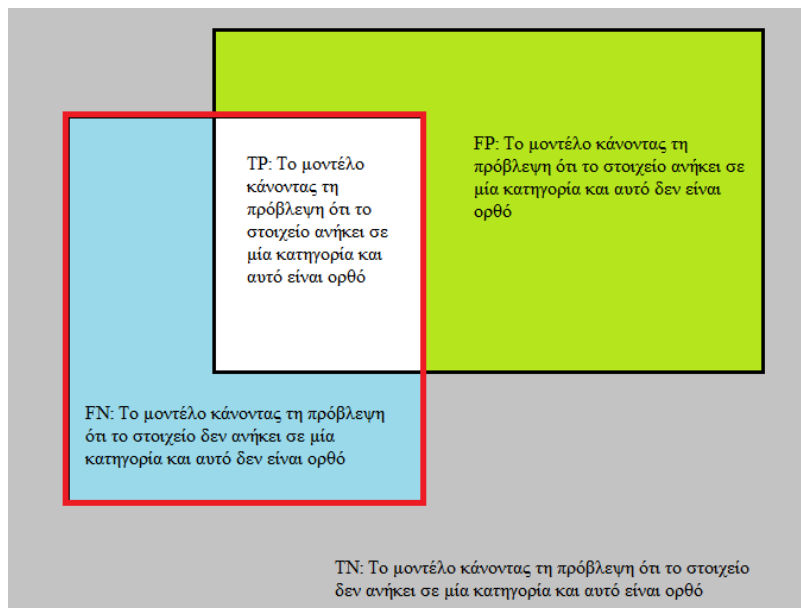 FP: Το μοντέλο κάνοντας τη
πρόβλεψη ότι το στοιχείο ανήκει σε
μία κατηγορία και αυτό δεν είναι
ορθό
TP: Το μοντέλο
κάνοντας τη
πρόβλεψη ότι το
στοιχείο ανήκει σε
μία κατηγορία και
αυτό είναι ορθό
FN: Το μοντέλο κάνοντας τη πρόβλεψη
ότι το στοιχείο δεν ανήκει σε μία
κατηγορία και αυτό δεν είναι ορθό
TN: Το μοντέλο κάνοντας τη πρόβλεψη ότι το στοιχείο
δεν ανήκει σε μία κατηγορία και αυτό είναι ορθό